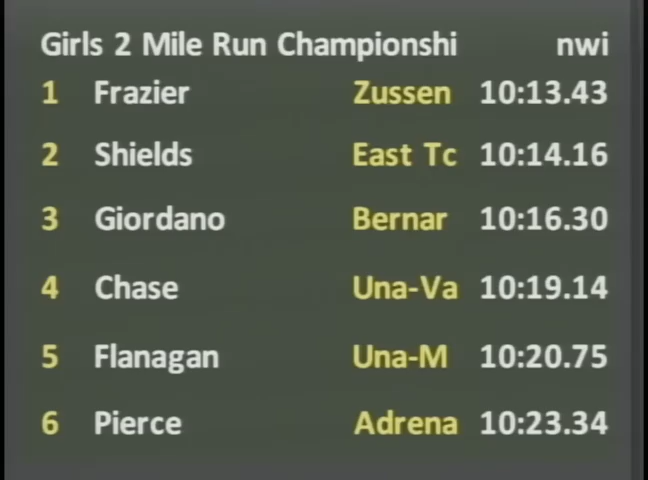 Girls 2 Mile Run Championshi nwi
1 Frazier Zussen 10:13.43
2 Shields East Tc 10:14.16
3 Giordano Bernar 10:16.30
4 Chase Una-Va 10:19.14
5 Flanagan Una-M 10:20.75
6 Pierce Adrena 10:23.34